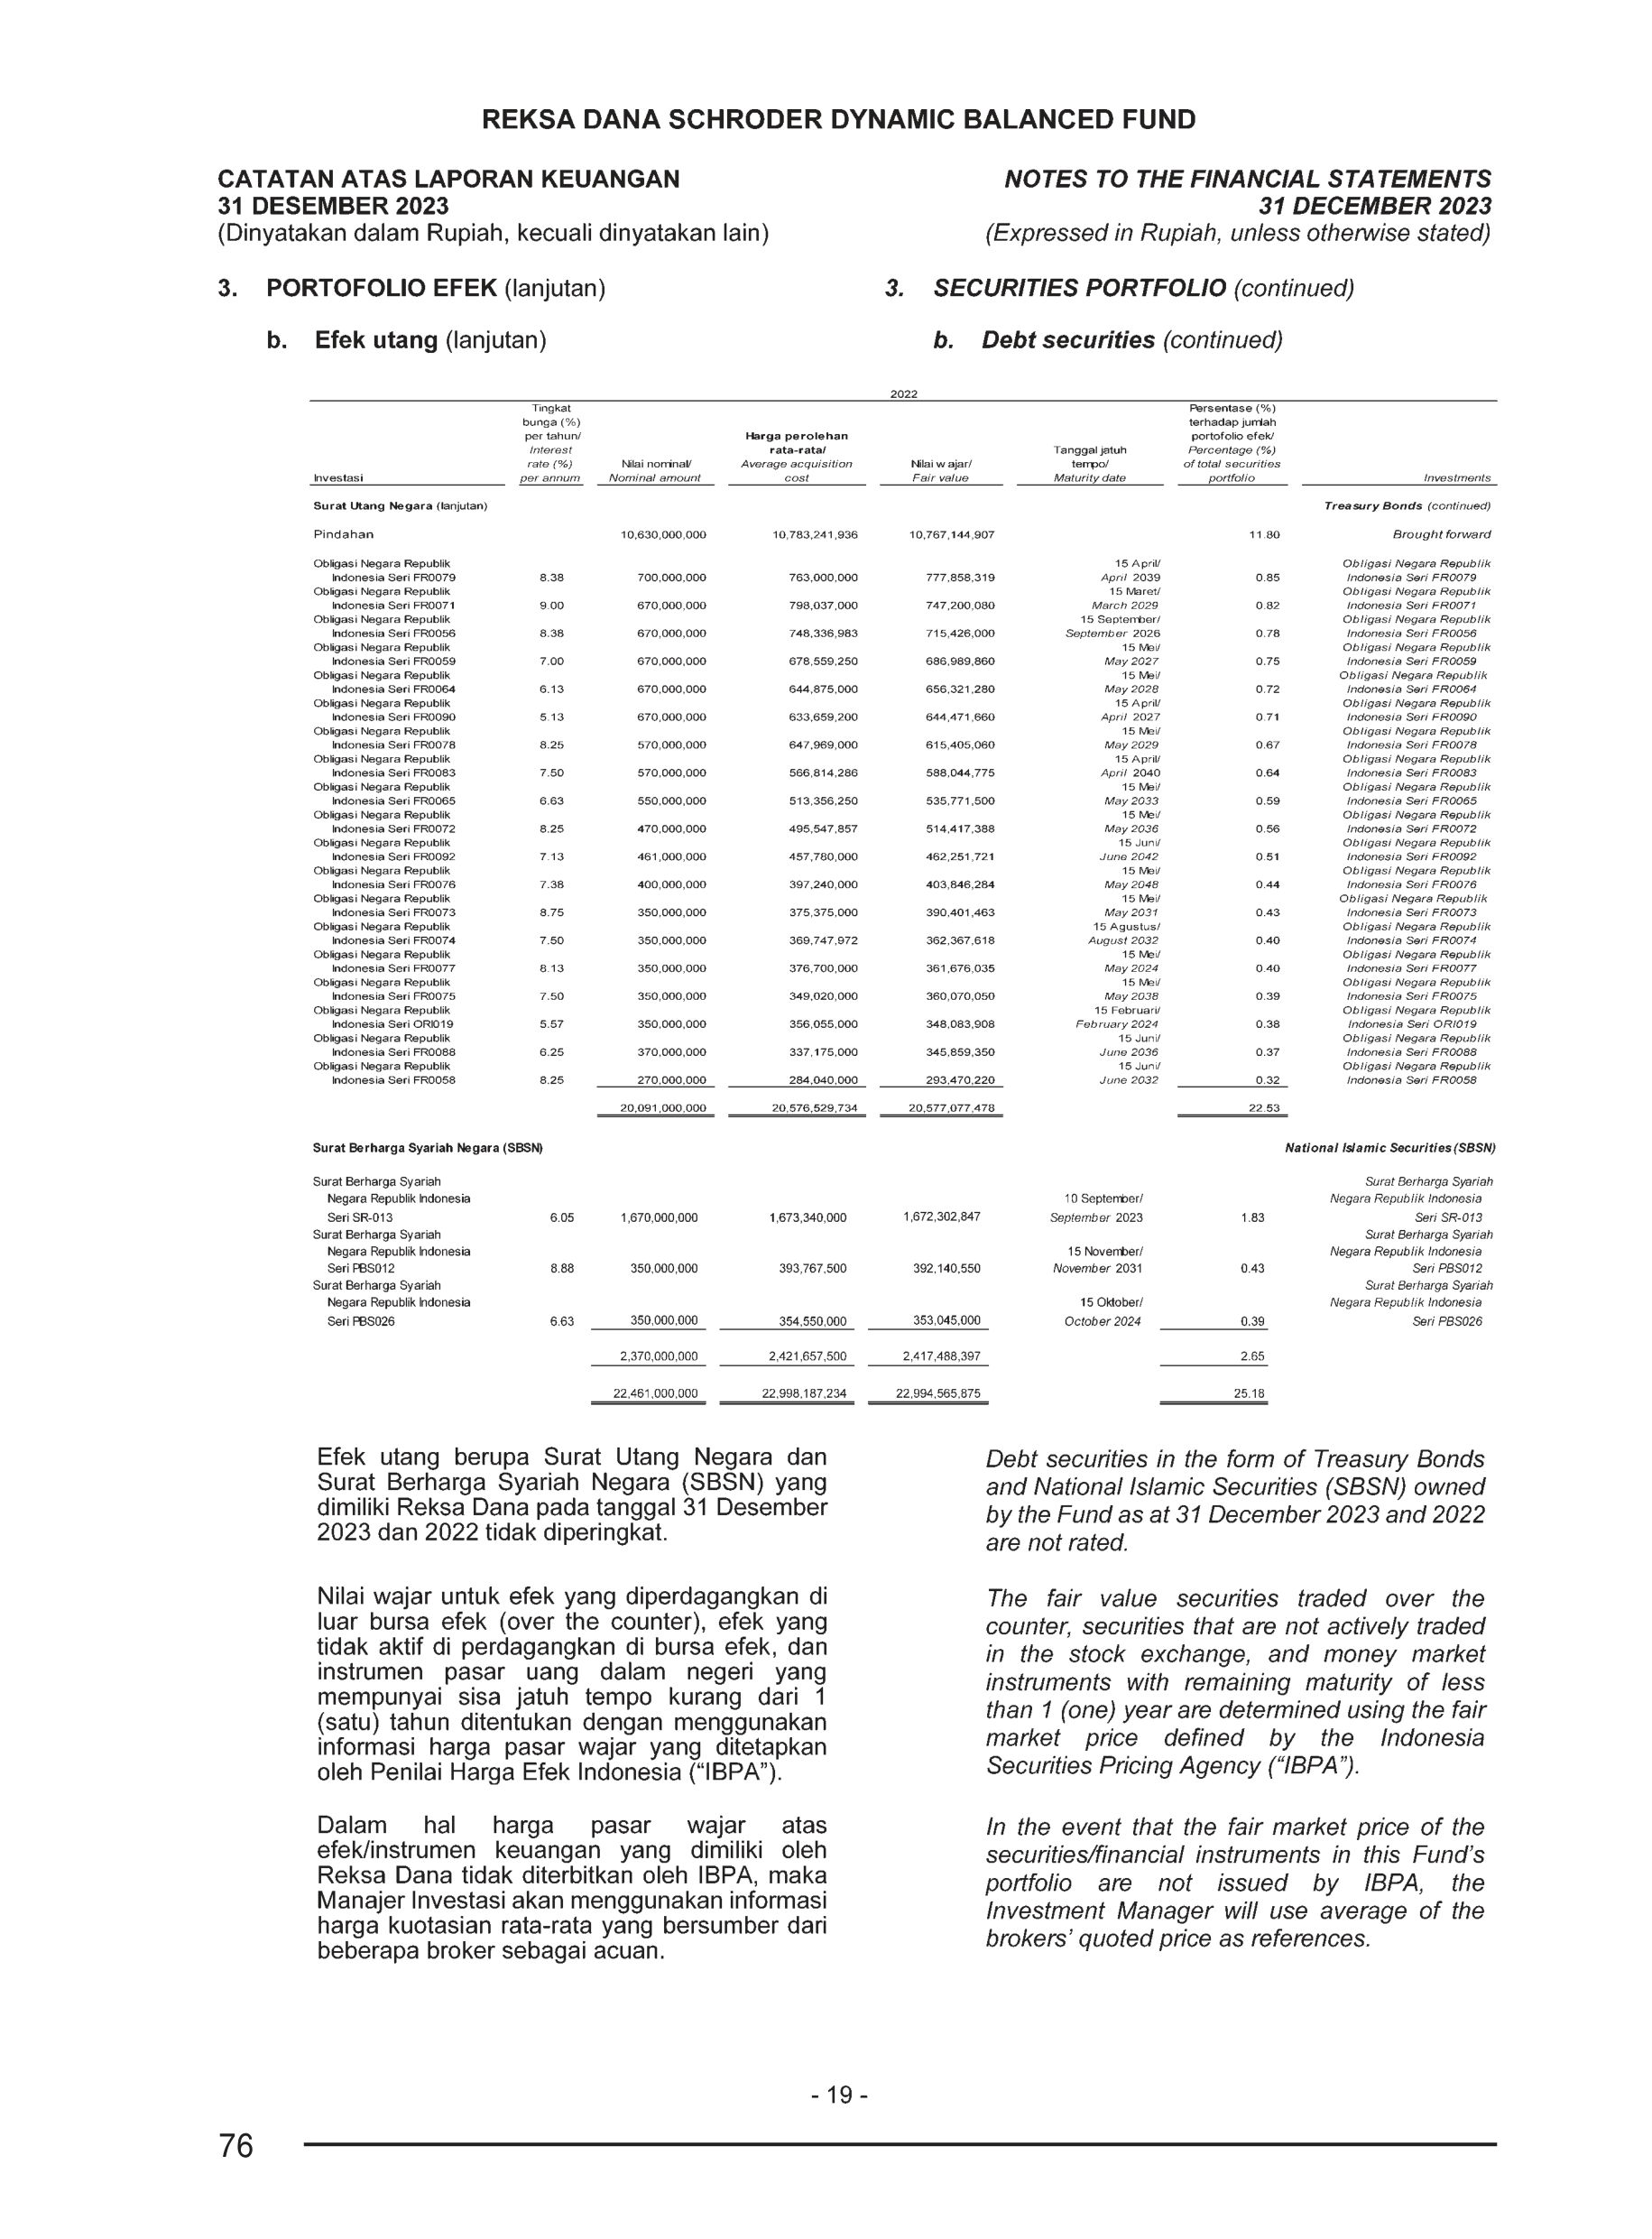 REKSA DANA SCHRODER DYNAMIC BALANCED FUND
CATATAN ATAS LAPORAN KEUANGAN
31 DESEMBER 2023
(Dinyatakan dalam Rupiah, kecuali dinyatakan lain)
NOTES TO THE FINANCIAL STATEMENTS
31 DECEMBER 2023
(Expressed in Rupiah, unless otherwise stated)
3. PORTOFOLIO EFEK (lanjutan)
3. SECURITIES PORTFOLIO (continued)
b. Efek utang (lanjutan)
b. Debt securities (continued)
2022
Investasi
Tingkat
bunga (%)
per tahun/
Interest
rate (%)
per annum
Nilai nominal/
Nominal amount
Harga perolehan
rata-rata/
Average acquisition
cost
Nilai wajar/
Fair value
Tanggal jatuh
tempo/
Maturity date
Persentase (%)
terhadap jumlah
portofolio efek/
Percentage (%)
of total securities
portfolio
Investments
Surat Utang Negara (lanjutan) Treasury Bonds (continued)
Pindahan 10,630,000,000 10,783,241,936 10,767,144,907 11.80 Brought forward
Obligasi Negara Republik 15 April/ Obligasi Negara Republik
Indonesia Seri FR0079 8.38 700,000,000 763,000,000 777,858,319 April 2039 0.85 Indonesia Seri FR0079
Obligasi Negara Republik 15 Maret/ Obligasi Negara Republik
Indonesia Seri FR0071 9.00 670,000,000 798,037,000 747,200,080 March 2029 0.82 Indonesia Seri FR0071
Obligasi Negara Republik 15 September/ Obligasi Negara Republik
Indonesia Seri FR0056 8.38 670,000,000 748,336,983 715,426,000 September 2026 0.78 Indonesia Seri FR0056
Obligasi Negara Republik 15 Mei/ Obligasi Negara Republik
Indonesia Seri FR0059 7.00 670,000,000 678,559,250 686,989,860 May 2027 0.75 Indonesia Seri FR0059
Obligasi Negara Republik 15 Mei/ Obligasi Negara Republik
Indonesia Seri FR0064 6.13 670,000,000 644,875,000 656,321,280 May 2028 0.72 Indonesia Seri FR0064
Obligasi Negara Republik 15 April/ Obligasi Negara Republik
Indonesia Seri FR0090 5.13 670,000,000 633,659,200 644,471,660 April 2027 0.71 Indonesia Seri FR0090
Obligasi Negara Republik 15 Mei/ Obligasi Negara Republik
Indonesia Seri FR0078 8.25 570,000,000 647,969,000 615,405,060 May 2029 0.67 Indonesia Seri FR0078
Obligasi Negara Republik 15 April/ Obligasi Negara Republik
Indonesia Seri FR0083 7.50 570,000,000 566,814,286 588,044,775 April 2040 0.64 Indonesia Seri FR0083
Obligasi Negara Republik 15 Mei/ Obligasi Negara Republik
Indonesia Seri FR0065 6.63 550,000,000 513,356,250 535,771,500 May 2033 0.59 Indonesia Seri FR0065
Obligasi Negara Republik 15 Mei/ Obligasi Negara Republik
Indonesia Seri FR0072 8.25 470,000,000 495,547,857 514,417,388 May 2036 0.56 Indonesia Seri FR0072
Obligasi Negara Republik 15 Juni/ Obligasi Negara Republik
Indonesia Seri FR0092 7.13 461,000,000 457,780,000 462,251,721 June 2042 0.51 Indonesia Seri FR0092
Obligasi Negara Republik 15 Mei/ Obligasi Negara Republik
Indonesia Seri FR0076 7.38 400,000,000 397,240,000 403,846,284 May 2048 0.44 Indonesia Seri FR0076
Obligasi Negara Republik 15 Mei/ Obligasi Negara Republik
Indonesia Seri FR0073 8.75 350,000,000 375,375,000 390,401,463 May 2031 0.43 Indonesia Seri FR0073
Obligasi Negara Republik 15 Agustus/ Obligasi Negara Republik
Indonesia Seri FR0074 7.50 350,000,000 369,747,972 362,367,618 August 2032 0.40 Indonesia Seri FR0074
Obligasi Negara Republik 15 Mei/ Obligasi Negara Republik
Indonesia Seri FR0077 8.13 350,000,000 376,700,000 361,676,035 May 2024 0.40 Indonesia Seri FR0077
Obligasi Negara Republik 15 Mei/ Obligasi Negara Republik
Indonesia Seri FR0075 7.50 350,000,000 349,020,000 360,070,050 May 2038 0.39 Indonesia Seri FR0075
Obligasi Negara Republik 15 Februari/ Obligasi Negara Republik
Indonesia Seri ORI019 5.57 350,000,000 356,055,000 348,083,908 February 2024 0.38 Indonesia Seri ORI019
Obligasi Negara Republik 15 Juni/ Obligasi Negara Republik
Indonesia Seri FR0088 6.25 370,000,000 337,175,000 345,859,350 June 2036 0.37 Indonesia Seri FR0088
Obligasi Negara Republik 15 Juni/ Obligasi Negara Republik
Indonesia Seri FR0058 8.25 270,000,000 284,040,000 293,470,220 June 2032 0.32 Indonesia Seri FR0058
20,091,000,000 20,576,529,734 20,577,077,478 22.53
Surat Berharga Syariah Negara (SBSN) National Islamic Securities (SBSN)
Surat Berharga Syariah Surat Berharga Syariah
Negara Republik Indonesia 10 September/ Negara Republik Indonesia
Seri SR-013 6.05 1,670,000,000 1,673,340,000 1,672,302,847 September 2023 1.83 Seri SR-013
Surat Berharga Syariah Surat Berharga Syariah
Negara Republik Indonesia 15 November/ Negara Republik Indonesia
Seri PBS012 8.88 350,000,000 393,767,500 392,140,550 November 2031 0.43 Seri PBS012
Surat Berharga Syariah Surat Berharga Syariah
Negara Republik Indonesia 15 Oktober/ Negara Republik Indonesia
Seri PBS026 6.63 350,000,000 354,550,000 353,045,000 October 2024 0.39 Seri PBS026
2,370,000,000 2,421,657,500 2,417,488,397 2.65
22,461,000,000 22,998,187,234 22,994,565,875 25.18
Efek utang berupa Surat Utang Negara dan
Surat Berharga Syariah Negara (SBSN) yang
dimiliki Reksa Dana pada tanggal 31 Desember
2023 dan 2022 tidak diperingkat.
Debt securities in the form of Treasury Bonds
and National Islamic Securities (SBSN) owned
by the Fund as at 31 December 2023 and 2022
are not rated.
Nilai wajar untuk efek yang diperdagangkan di
luar bursa efek (over the counter), efek yang
tidak aktif di perdagangkan di bursa efek, dan
instrumen pasar uang dalam negeri yang
mempunyai sisa jatuh tempo kurang dari 1
(satu) tahun ditentukan dengan menggunakan
informasi harga pasar wajar yang ditetapkan
oleh Penilai Harga Efek Indonesia (“IBPA”).
The fair value securities traded over the
counter, securities that are not actively traded
in the stock exchange, and money market
instruments with remaining maturity of less
than 1 (one) year are determined using the fair
market price defined by the Indonesia
Securities Pricing Agency (“IBPA”).
Dalam hal harga pasar wajar atas
efek/instrumen keuangan yang dimiliki oleh
Reksa Dana tidak diterbitkan oleh IBPA, maka
Manajer Investasi akan menggunakan informasi
harga kuotasian rata-rata yang bersumber dari
beberapa broker sebagai acuan.
In the event that the fair market price of the
securities/financial instruments in this Fund’s
portfolio are not issued by IBPA, the
Investment Manager will use average of the
brokers’ quoted price as references.
- 19 -
76